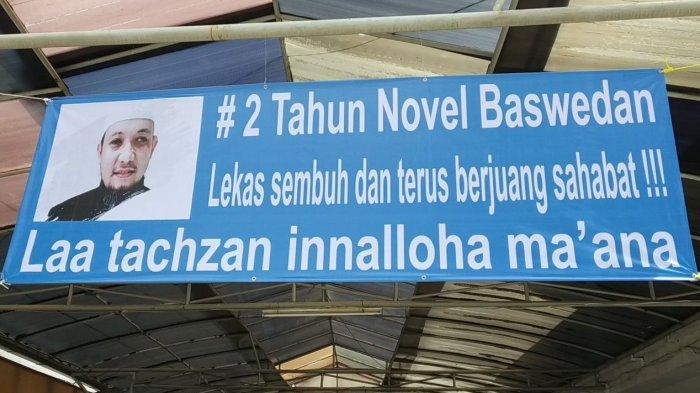 # 2 Tahun Novel Baswedan
Lekas sembuh dan terus berjuang sahabat !!!
Laa tachzan innalloha ma'ana